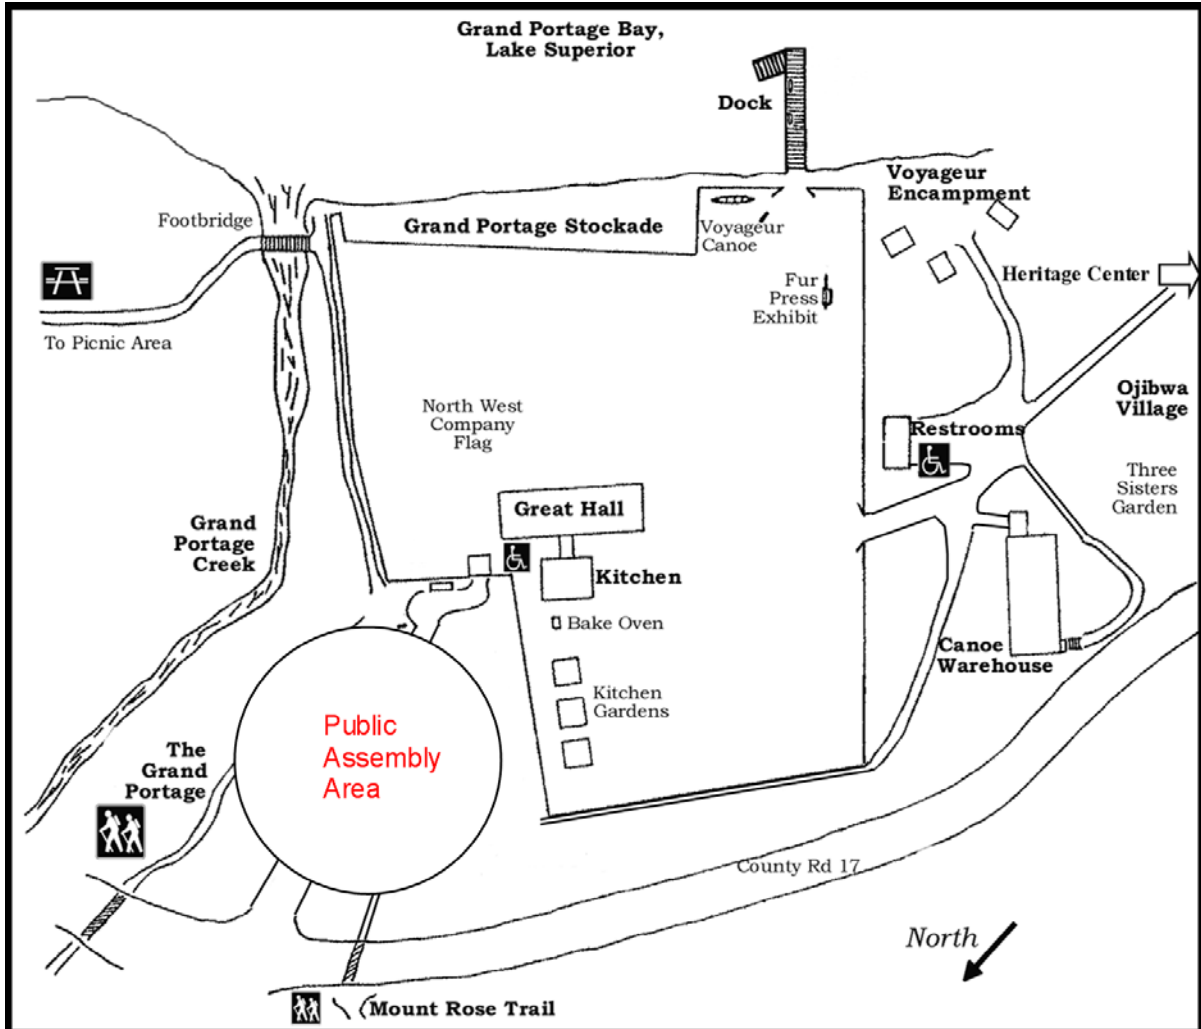 Grand Portage Bay,
Lake Superior
Dock
Voyageur
Encampment
Footbridge
Grand Portage Stockade
Voyageur
Canoe
Heritage Center
Fur
Press
Exhibit
To Picnic Area
North West
Company
Flag
Ojibwa
Village
Restrooms
Three
Sisters
Garden
Great Hall
Grand
Portage
Creek
Kitchen
Bake Oven
Canoe
Warehouse
Kitchen
Gardens
Public
Assembly
Area
The
Grand
Portage
County Rd 17
North
Mount Rose Trail